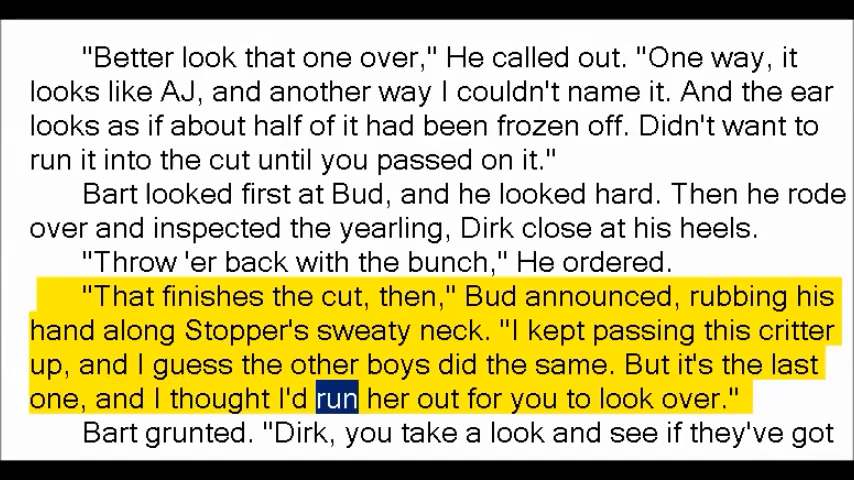 "Better look that one over," He called out. "One way, it
looks like AJ, and another way I couldn't name it. And the ear
looks as if about half of it had been frozen off. Didn't want to
run it into the cut until you passed on it."
Bart looked first at Bud, and he looked hard. Then he rode
over and inspected the yearling, Dirk close at his heels.
"Throw 'er back with the bunch," He ordered.
"That finishes the cut, then," Bud announced, rubbing his
hand along Stopper's sweaty neck. "I kept passing this critter
up, and I guess the other boys did the same. But it's the last
one, and I thought I'd run her out for you to look over."
Bart grunted. "Dirk, you take a look and see if they've got